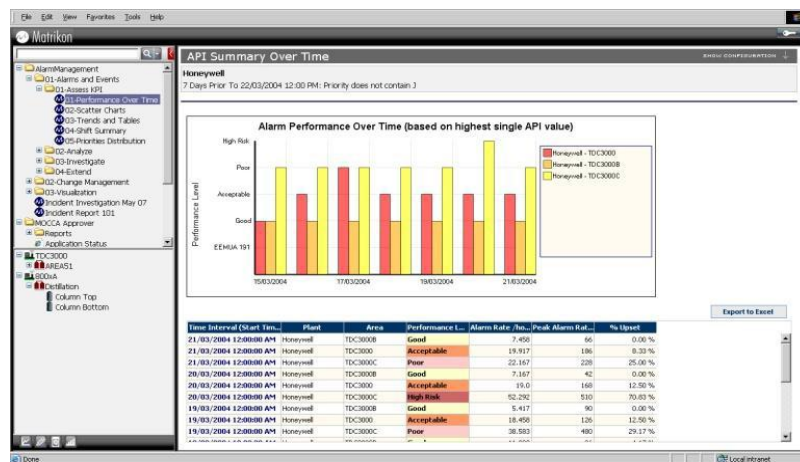 File Edit View Favorites Tools Help
Matrikon
API Summary Over Time
SHOW CONFIGURATION
Honeywell
7 Days Prior To 22/03/2004 12:00 PM: Priority does not contain J
AlarmManagement
01-Alarms and Events
01-Assess KPI
01-Performance Over Time
02-Scatter Charts
03-Trends and Tables
04-Shift Summary
05-Priorities Distribution
02-Analyze
03-Investigate
04-Extend
02-Change Management
03-Visualization
Incident Investigation May 07
Incident Report 101
MOCCA Approver
Reports
Application Status
TDC3000
AREA51
800xA
Distillation
Column Top
Column Bottom
Alarm Performance Over Time (based on highest single API value)
Performance Level
High Risk
Poor
Acceptable
Good
EEMUA 191
15/03/2004 17/03/2004 19/03/2004 21/03/2004
Honeywell - TDC3000
Honeywell - TDC3000B
Honeywell - TDC3000C
Export to Excel
Time Interval (Start Tim... Plant Area Performance L... Alarm Rate /ho... Peak Alarm Rat... % Upset
21/03/2004 12:00:00 AM Honeywell TDC3000B Good 7.458 66 0.00 %
21/03/2004 12:00:00 AM Honeywell TDC3000 Acceptable 19.917 186 8.33 %
21/03/2004 12:00:00 AM Honeywell TDC3000C Poor 22.167 228 25.00 %
20/03/2004 12:00:00 AM Honeywell TDC3000B Good 7.167 42 0.00 %
20/03/2004 12:00:00 AM Honeywell TDC3000 Acceptable 19.0 168 12.50 %
20/03/2004 12:00:00 AM Honeywell TDC3000C High Risk 52.292 510 70.83 %
19/03/2004 12:00:00 AM Honeywell TDC3000B Good 5.417 90 0.00 %
19/03/2004 12:00:00 AM Honeywell TDC3000 Acceptable 18.458 126 12.50 %
19/03/2004 12:00:00 AM Honeywell TDC3000C Poor 38.583 480 29.17 %
Done
Local intranet